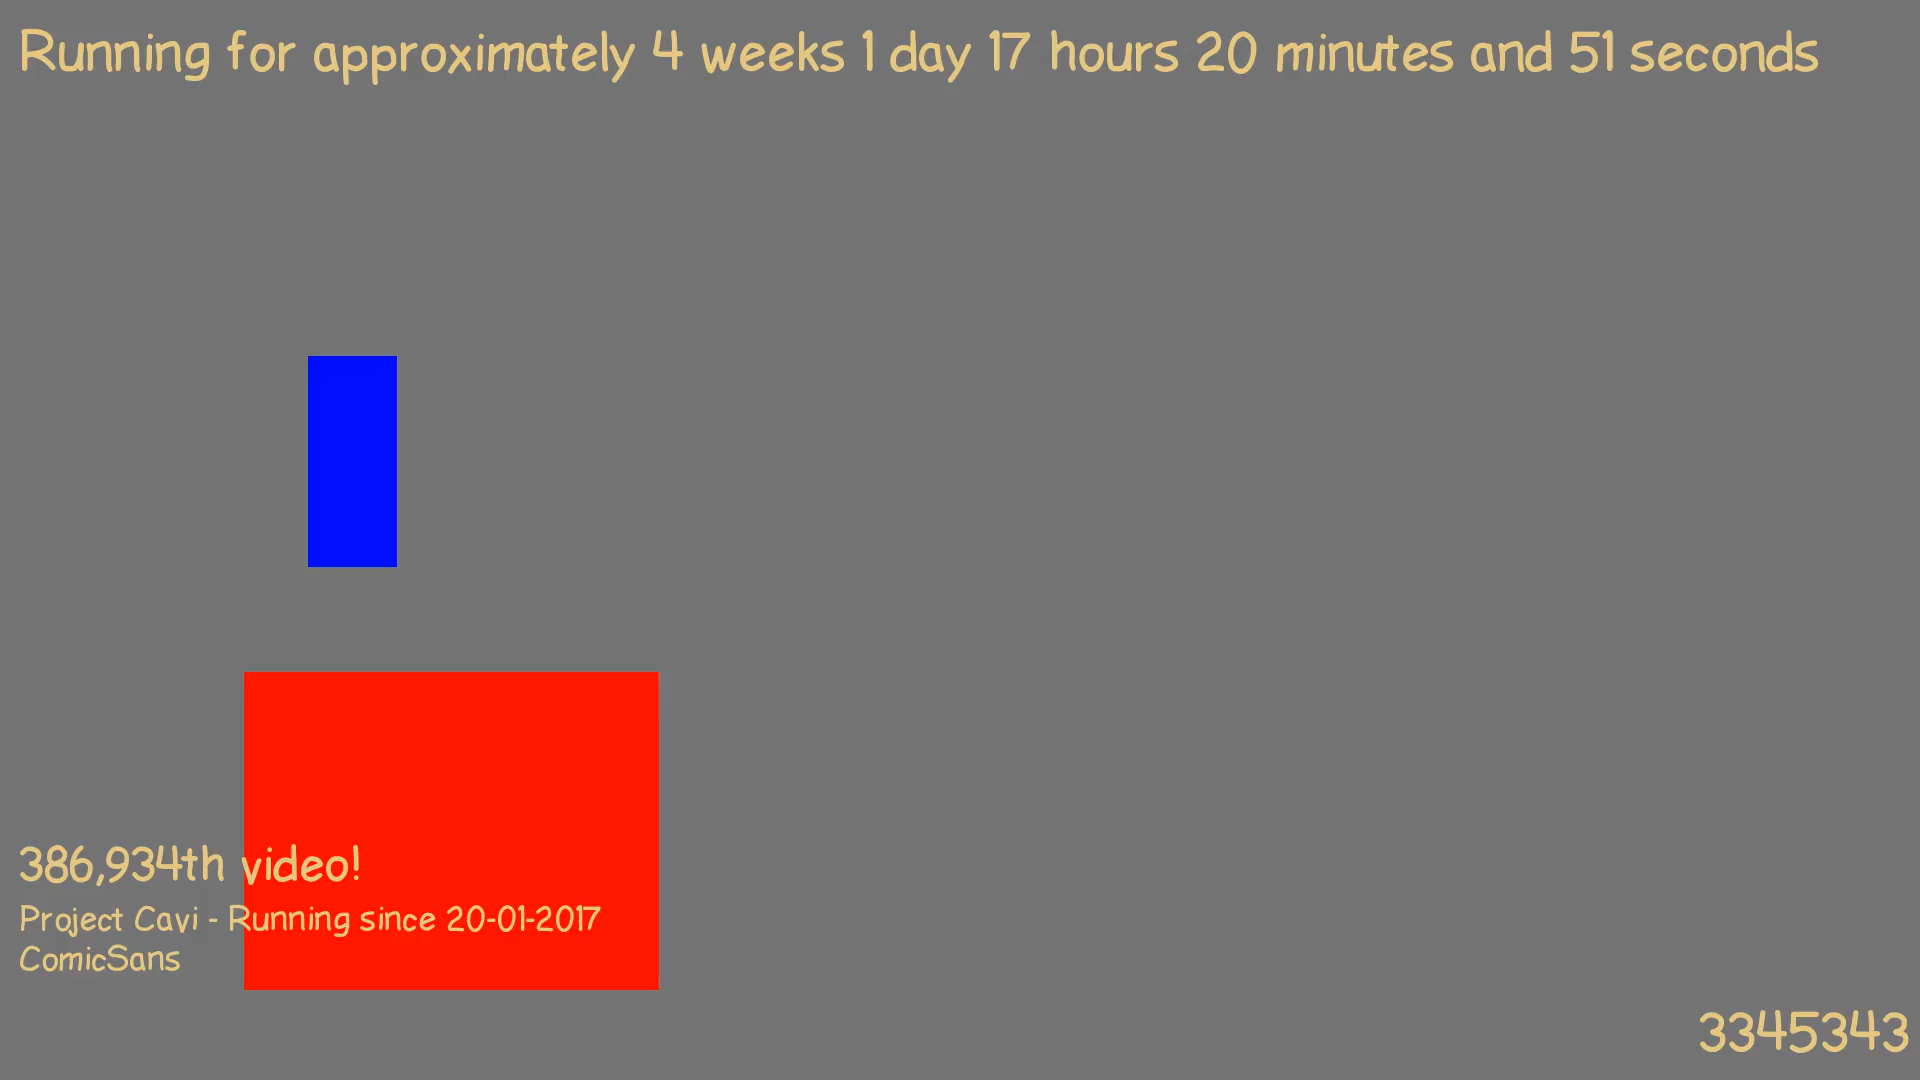 Running for approximately 4 weeks 1 day 17 hours 20 minutes and 51 seconds
386,934th video!
Project Cavi - Running since 20-01-2017
ComicSans
3345343